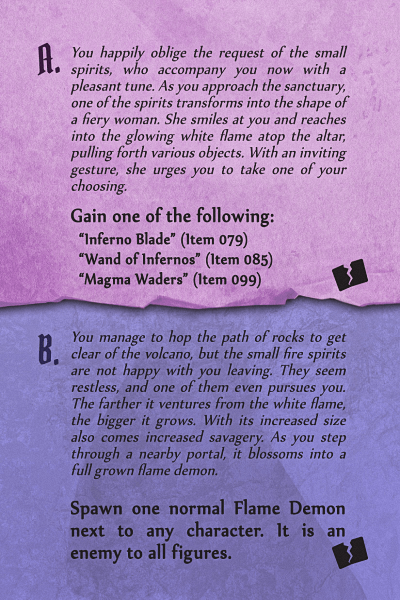 A.
You happily oblige the request of the small
spirits, who accompany you now with a
pleasant tune. As you approach the sanctuary,
one of the spirits transforms into the shape of
a fiery woman. She smiles at you and reaches
into the glowing white flame atop the altar,
pulling forth various objects. With an inviting
gesture, she urges you to take one of your
choosing.
Gain one of the following:
“Inferno Blade” (Item 079)
“Wand of Infernos” (Item 085)
“Magma Waders” (Item 099)
B.
You manage to hop the path of rocks to get
clear of the volcano, but the small fire spirits
are not happy with you leaving. They seem
restless, and one of them even pursues you.
The farther it ventures from the white flame,
the bigger it grows. With its increased size
also comes increased savagery. As you step
through a nearby portal, it blossoms into a
full grown flame demon.
Spawn one normal Flame Demon
next to any character. It is an
enemy to all figures.